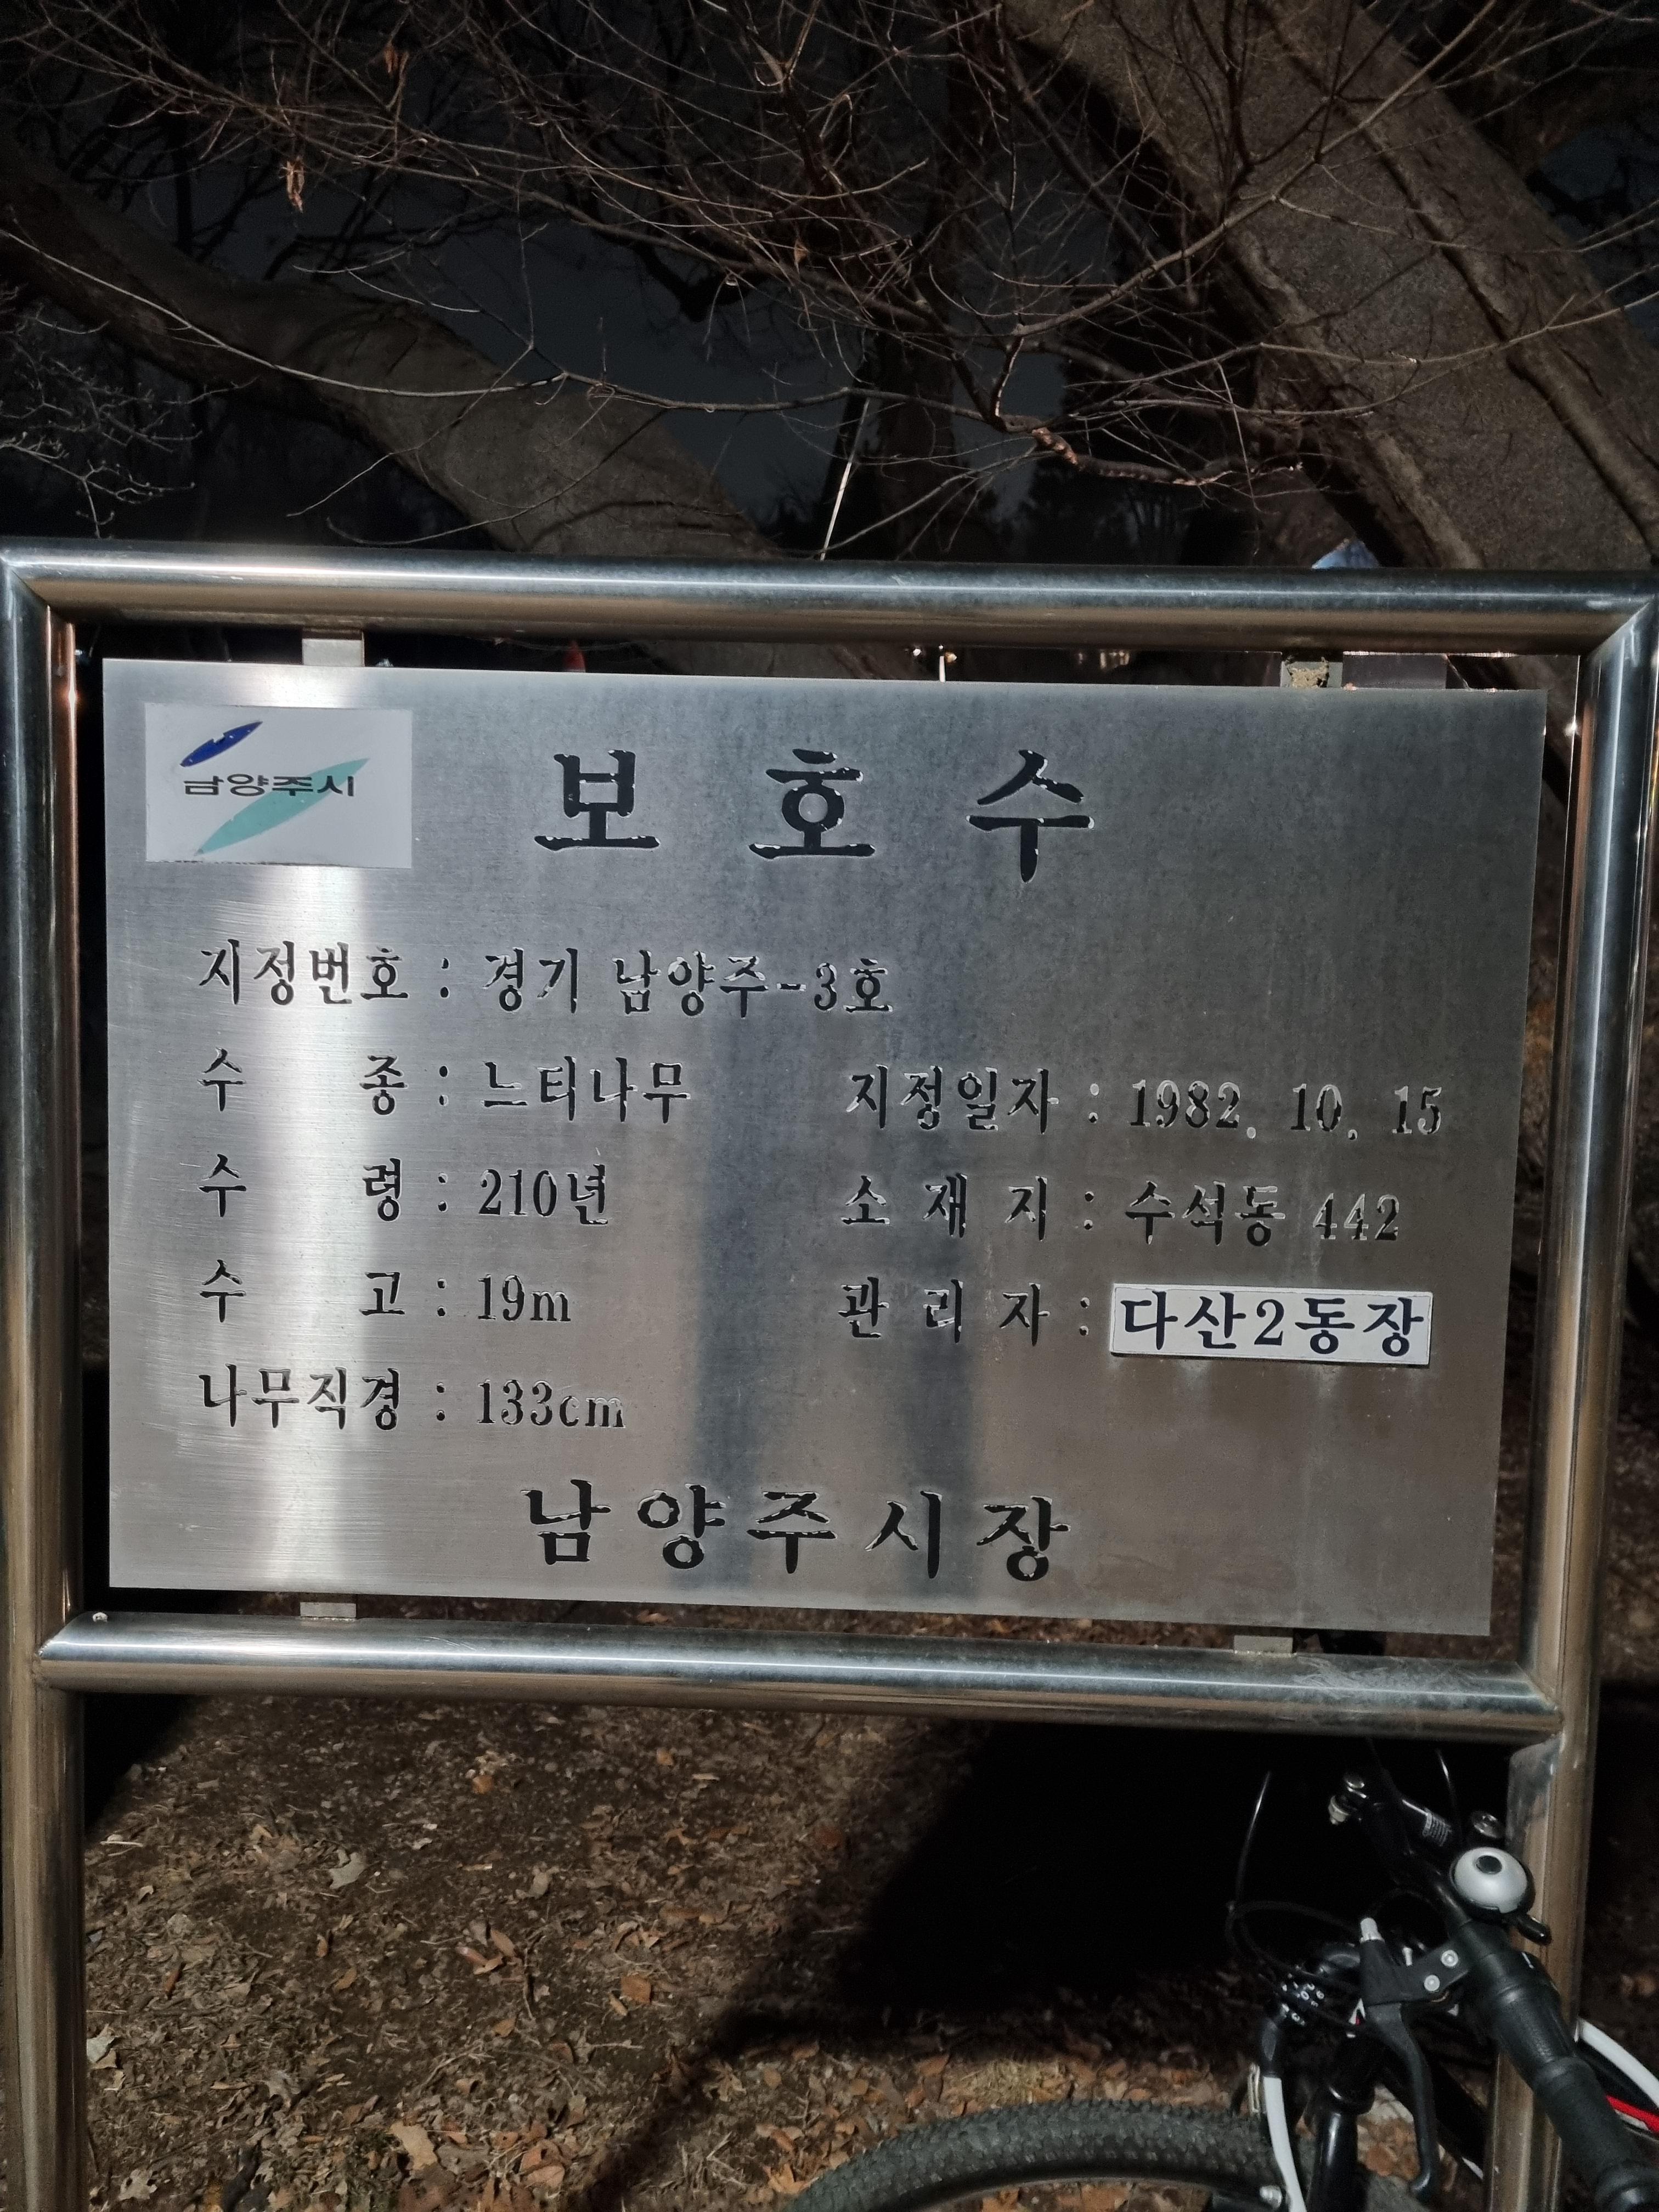 남양주시
보 호 수
지정번호 : 경기 남양주-3호
수 종 : 느티나무
지정일자 : 1982. 10. 15
수 령 : 210년
소 재 지 : 수석동 442
수 고 : 19m
관 리 자 : 다산2동장
나무직경 : 133cm
남양주시장